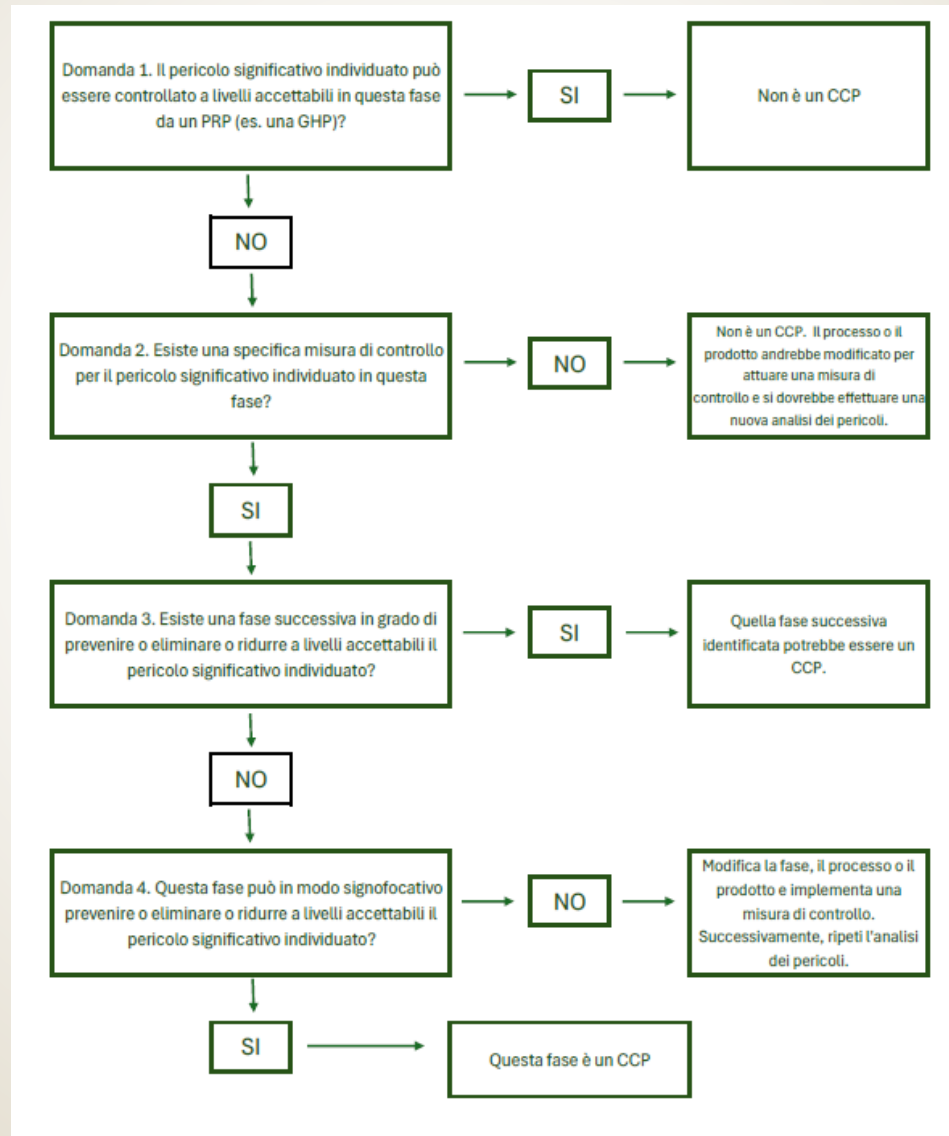 Domanda 1. Il pericolo significativo individuato può
essere controllato a livelli accettabili in questa fase
da un PRP (es. una GHP)?
SI
Non è un CCP
NO
Domanda 2. Esiste una specifica misura di controllo
per il pericolo significativo individuato in questa
fase?
NO
Non è un CCP. Il processo o il
prodotto andrebbe modificato per
attuare una misura di
controllo e si dovrebbe effettuare una
nuova analisi dei pericoli.
SI
Domanda 3. Esiste una fase successiva in grado di
prevenire o eliminare o ridurre a livelli accettabili il
pericolo significativo individuato?
SI
Quella fase successiva
identificata potrebbe essere un
CCP.
NO
Domanda 4. Questa fase può in modo signofocativo
prevenire o eliminare o ridurre a livelli accettabili il
pericolo significativo individuato?
NO
Modifica la fase, il processo o il
prodotto e implementa una
misura di controllo.
Successivamente, ripeti l'analisi
dei pericoli.
SI
Questa fase è un CCP